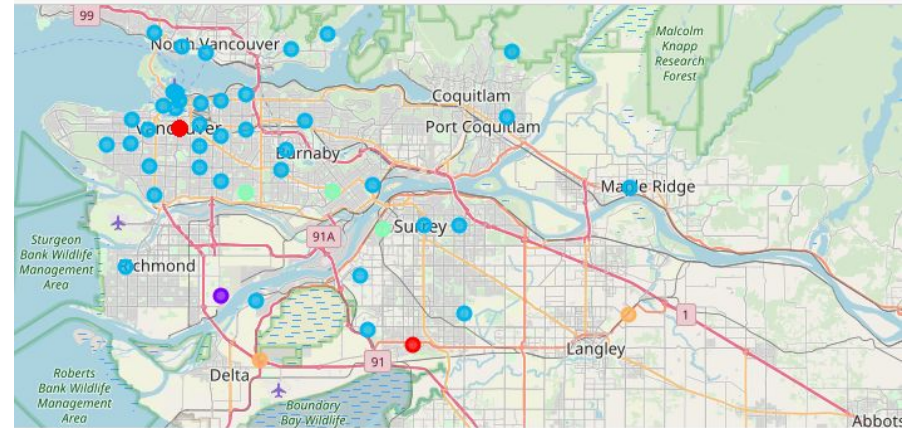 99
North Vancouver
Malcolm
Knapp
Research
Forest
Coquitlam
Port Coquitlam
Vancouver
Burnaby
Maple Ridge
Surrey
91A
Sturgeon
Bank Wildlife
Management
Area
Richmond
1
Langley
91
Delta
Roberts
Bank Wildlife
Management
Area
Boundary
Bay Wildlife
Abbots